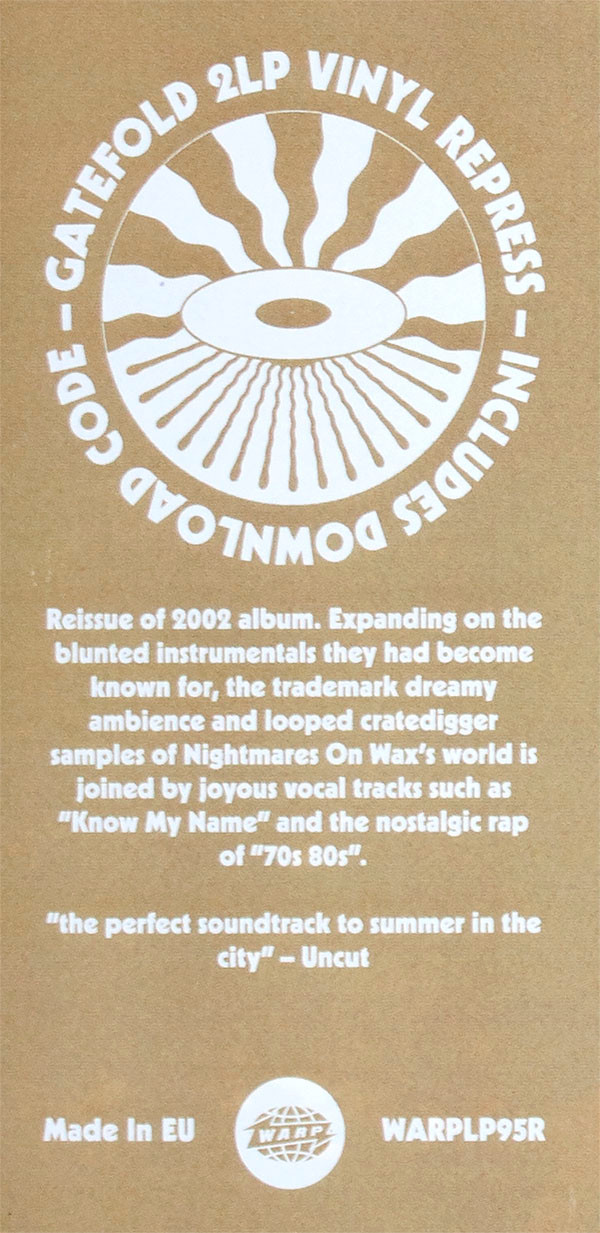 GATEFOLD 2LP VINYL REPRESS – INCLUDES DOWNLOAD CODE –
Reissue of 2002 album. Expanding on the
blunted instrumentals they had become
known for, the trademark dreamy
ambience and looped cratedigger
samples of Nightmares On Wax's world is
joined by joyous vocal tracks such as
"Know My Name" and the nostalgic rap
of "70s 80s".
"the perfect soundtrack to summer in the
city" – Uncut
Made In EU
WARP
WARPLP95R